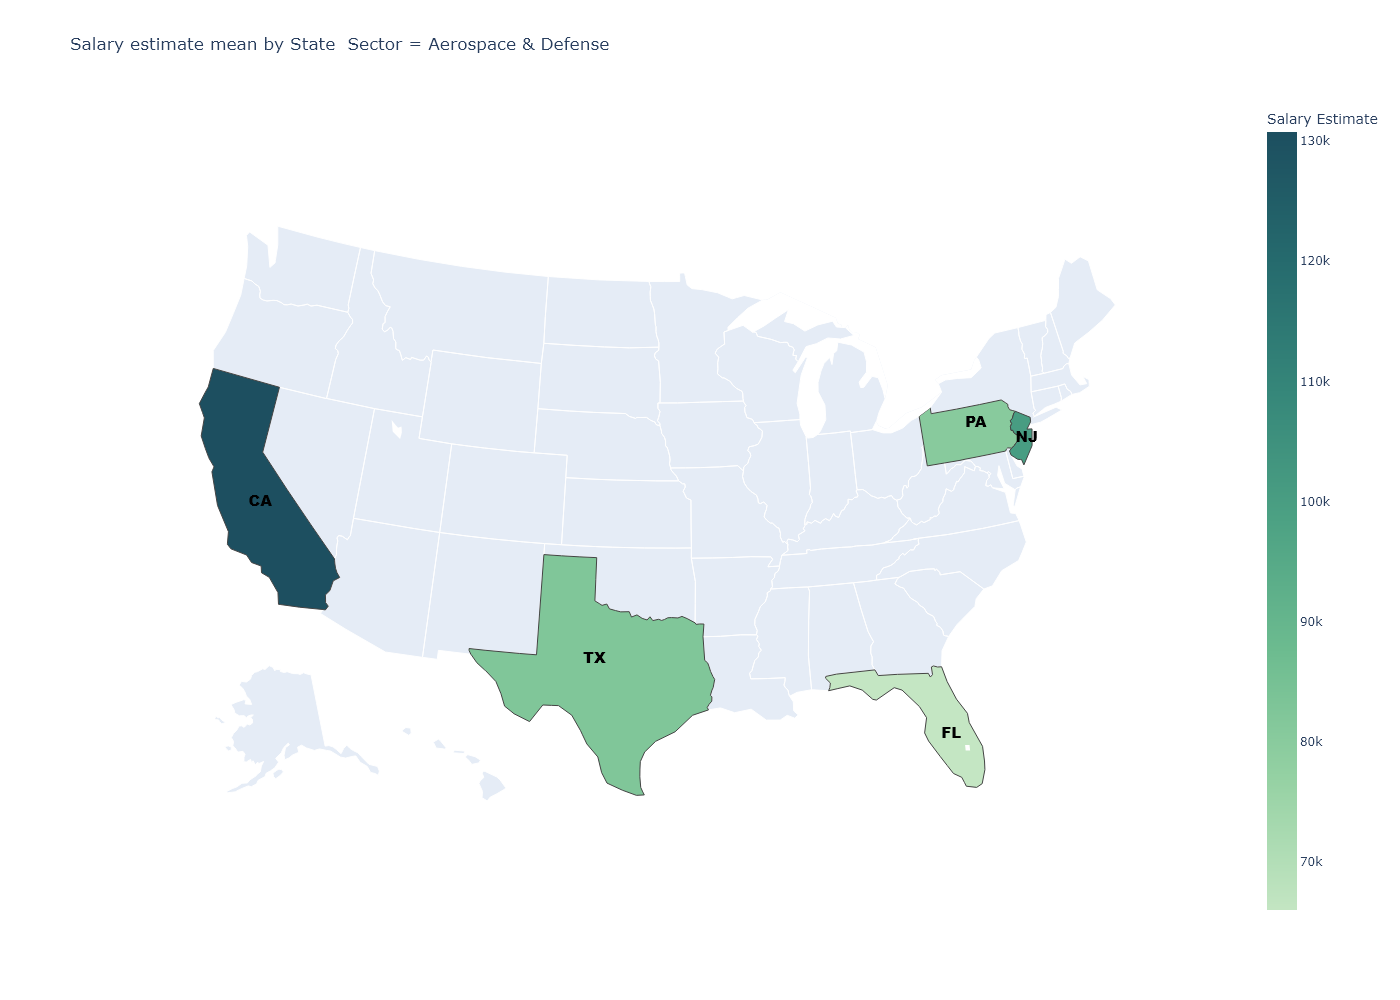 Salary estimate mean by State  Sector = Aerospace & Defense
Salary Estimate
130k
120k
110k
100k
90k
80k
70k
PA
NJ
CA
TX
FL